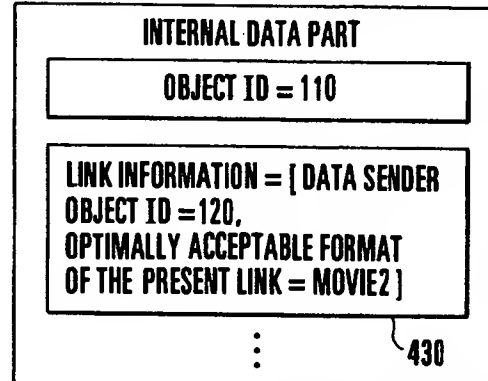 INTERNAL DATA PART
OBJECT ID = 110
LINK INFORMATION = [ DATA SENDER
OBJECT ID =120,
OPTIMALLY ACCEPTABLE FORMAT
OF THE PRESENT LINK = MOVIE2 ]
430